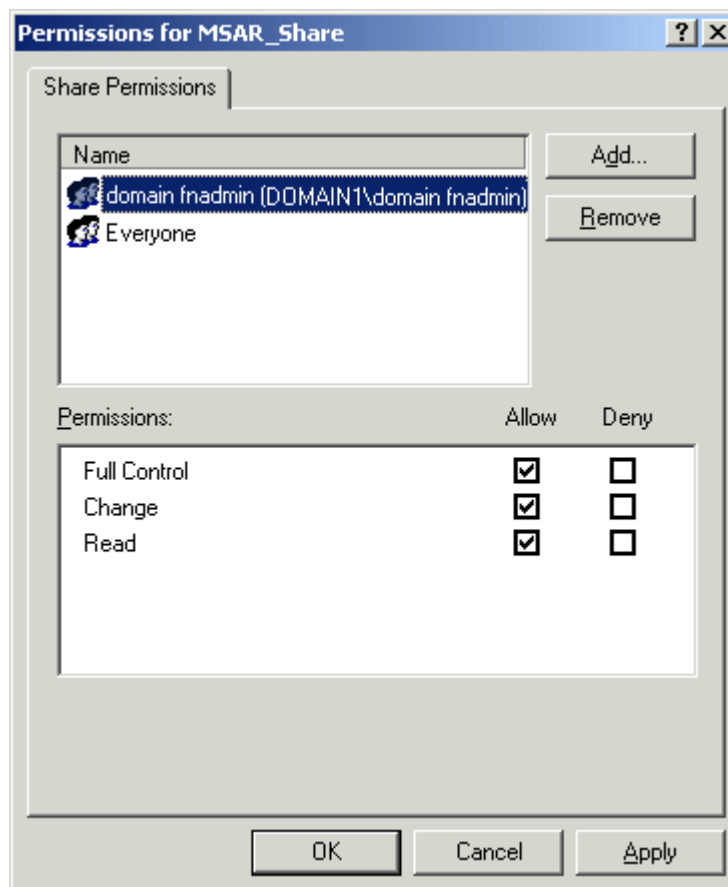 Permissions for MSAR_Share
Share Permissions
Name
Add...
domain fnadmin (DOMAIN1\domain fnadmin)
Remove
Everyone
Permissions: Allow Deny
Full Control
Change
Read
OK Cancel Apply